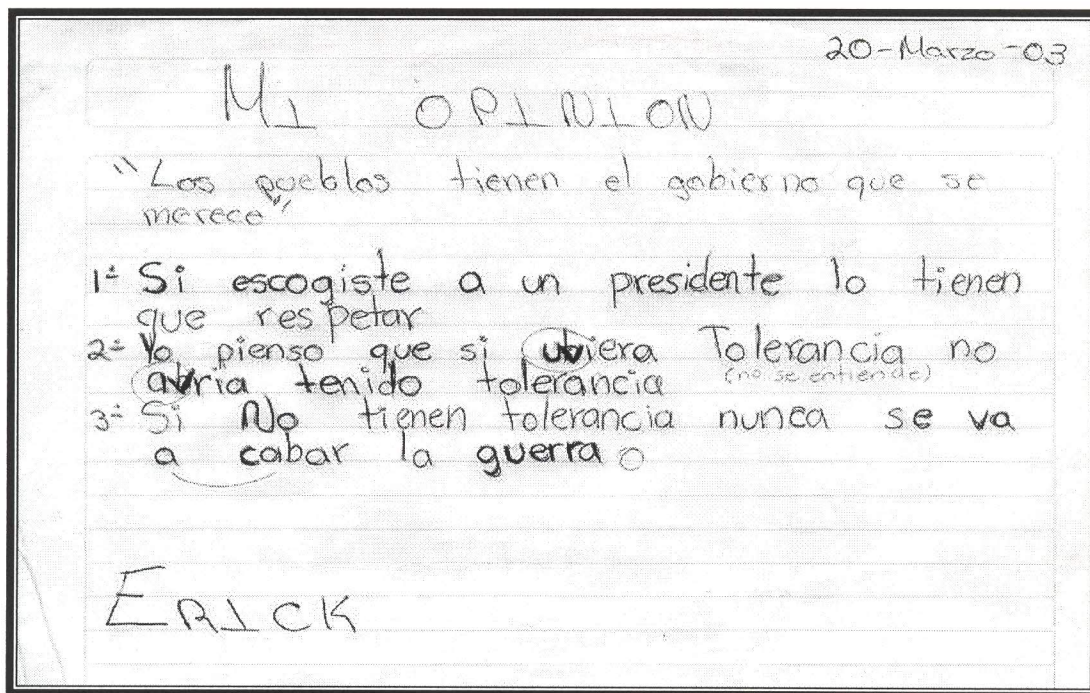 20-Marzo-03
MI OPINION
"Los pueblos tienen el gobierno que se
merece"
1- Si escogiste a un presidente lo tienen
que respetar
2- Yo pienso que si ubiera Tolerancia no
avria tenido tolerancia (no se entiende)
3- Si No tienen tolerancia nunca se va
a cabar la guerra
ERICK